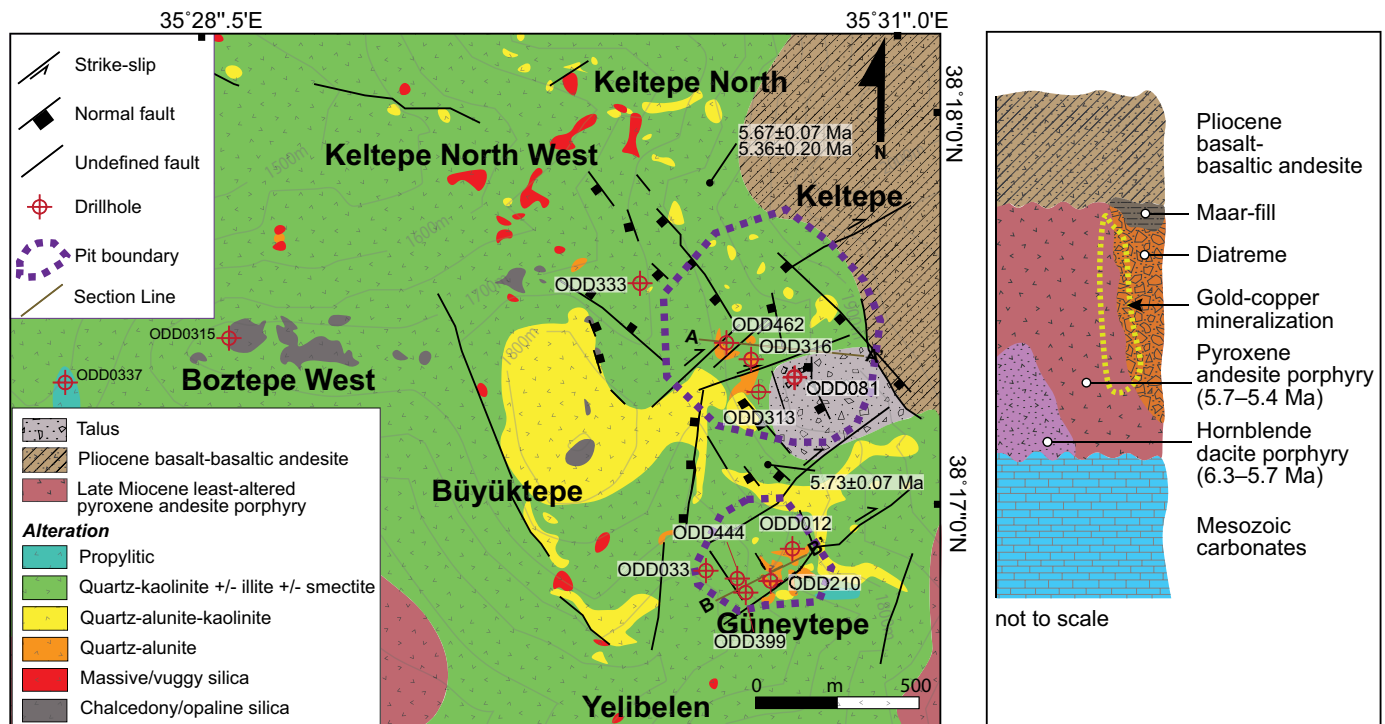 35˚28".5'E
35˚31".0'E
Strike-slip
Normal fault
Undefined fault
Drillhole
Pit boundary
Section Line
Keltepe North
38˚18"0'N
N
5.67±0.07 Ma
5.36±0.20 Ma
Keltepe North West
Keltepe
1500m
1600m
1700m
1800m
ODD333
ODD0315
ODD462
A
A'
ODD316
ODD0337
Boztepe West
ODD081
ODD313
Talus
Pliocene basalt-basaltic andesite
Late Miocene least-altered
pyroxene andesite porphyry
Alteration
Propylitic
Quartz-kaolinite +/- illite +/- smectite
Quartz-alunite-kaolinite
Quartz-alunite
Massive/vuggy silica
Chalcedony/opaline silica
Büyüktepe
5.73±0.07 Ma
38˚17"0'N
ODD444
ODD012
B'
ODD033
ODD210
B
Güneytepe
ODD399
0 m 500
Yelibelen
Pliocene
basalt-
basaltic andesite
Maar-fill
Diatreme
Gold-copper
mineralization
Pyroxene
andesite porphyry
(5.7–5.4 Ma)
Hornblende
dacite porphyry
(6.3–5.7 Ma)
Mesozoic
carbonates
not to scale